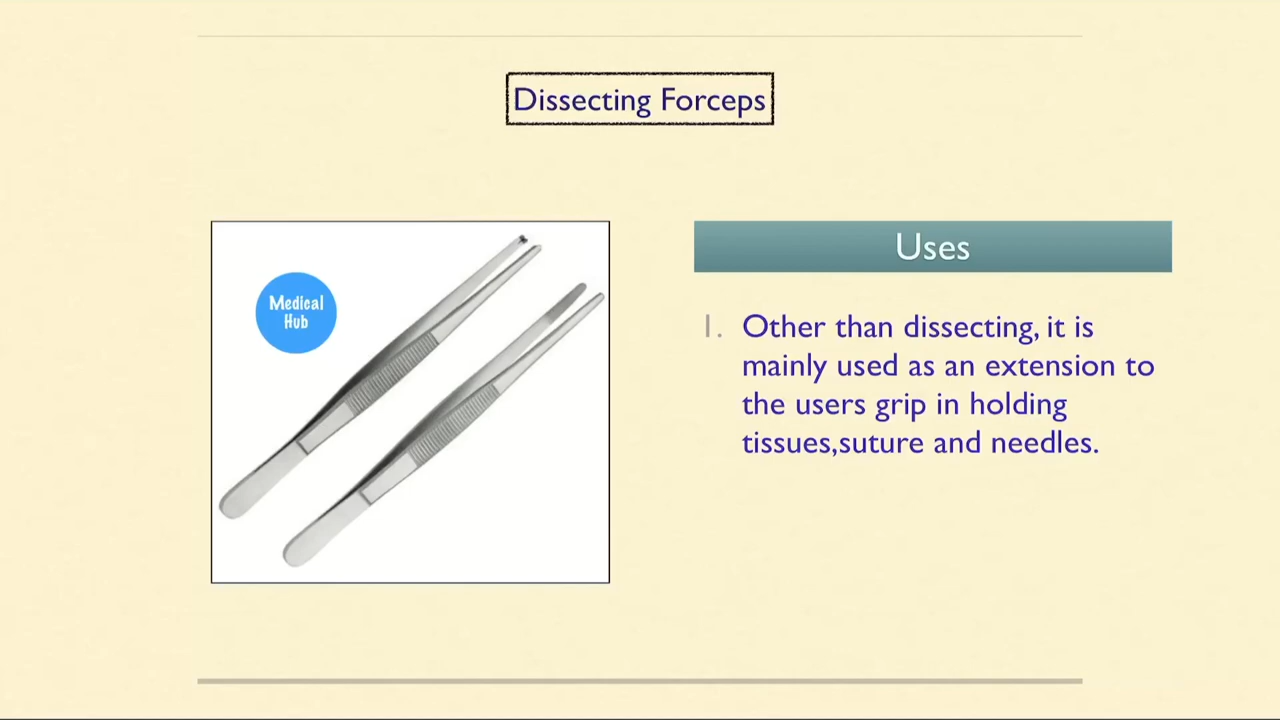 Dissecting Forceps
Medical
Hub
Uses
1. Other than dissecting, it is
mainly used as an extension to
the users grip in holding
tissues,suture and needles.